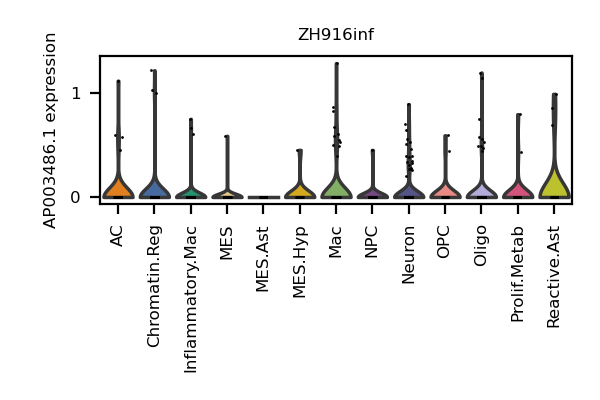 ZH916inf
AP003486.1 expression
1
0
AC
Chromatin.Reg
Inflammatory.Mac
MES
MES.Ast
MES.Hyp
Mac
NPC
Neuron
OPC
Oligo
Prolif.Metab
Reactive.Ast